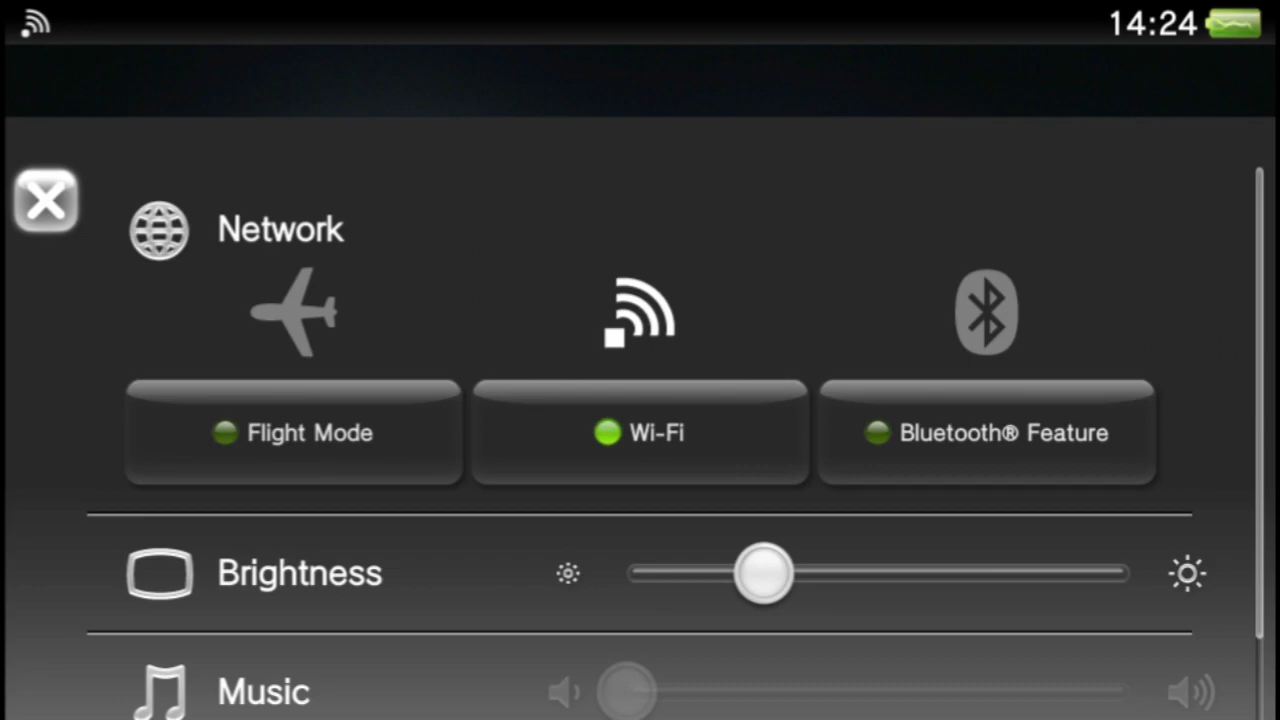 14:24
Network
Flight Mode
Wi-Fi
Bluetooth® Feature
Brightness
Music